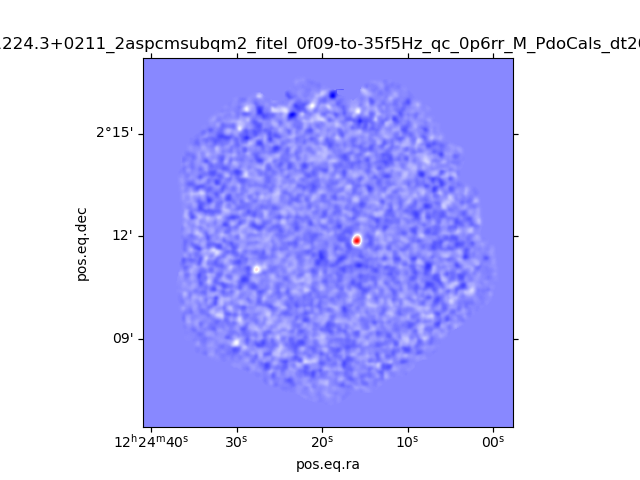 224.3+0211_2aspcmsubqm2_fitel_0f09-to-35f5Hz_qc_0p6rr_M_PdoCals_dt20
2°15'
12'
09'
pos.eq.dec
12ʰ24ᵐ40ˢ 30ˢ 20ˢ 10ˢ 00ˢ
pos.eq.ra